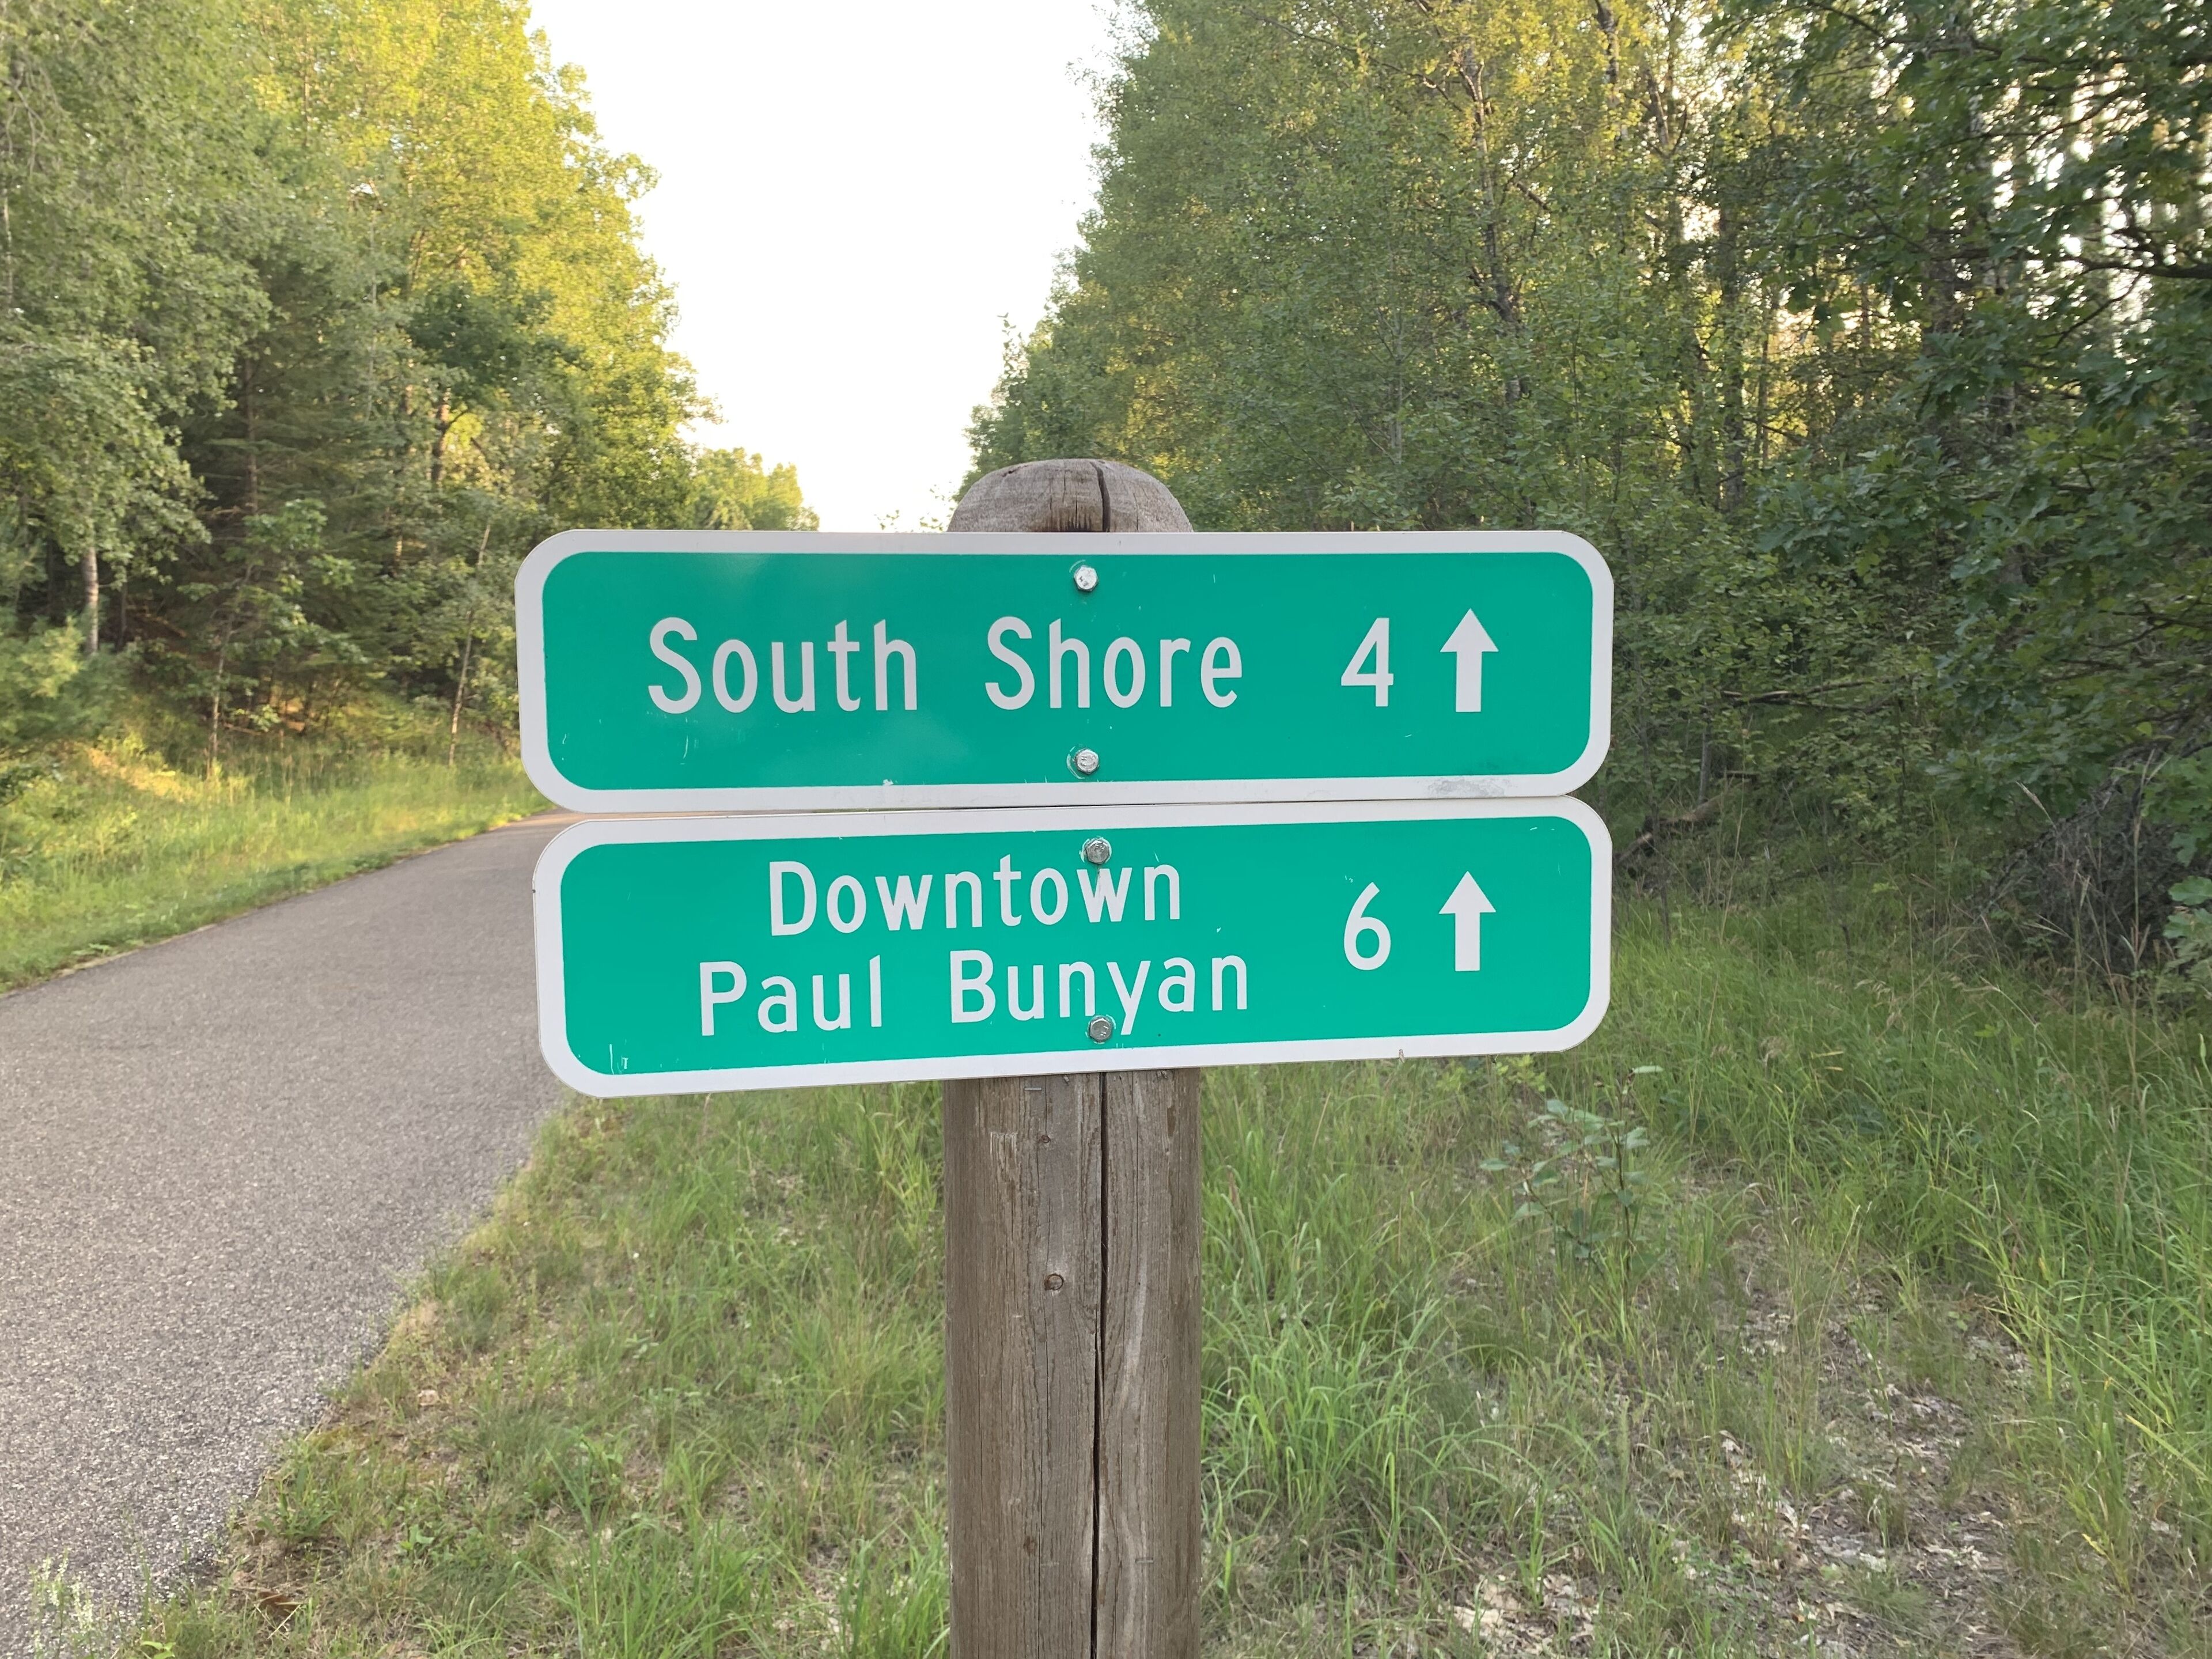 South Shore 4 ↑
Downtown
Paul Bunyan 6 ↑